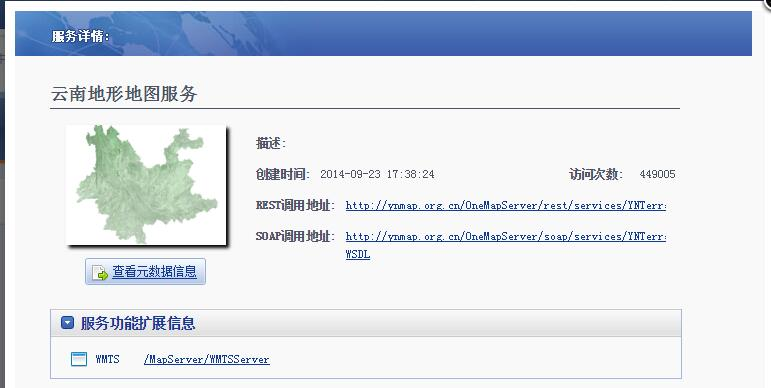 服务详情:
云南地形地图服务
描述:
创建时间: 2014-09-23 17:38:24 访问次数: 449005
REST调用地址: http://ynmap.org.cn/OneMapServer/rest/services/YNTerr
SOAP调用地址: http://ynmap.org.cn/OneMapServer/soap/services/YNTerr
WSDL
查看元数据信息
服务功能扩展信息
WMTS /MapServer/WMTSServer